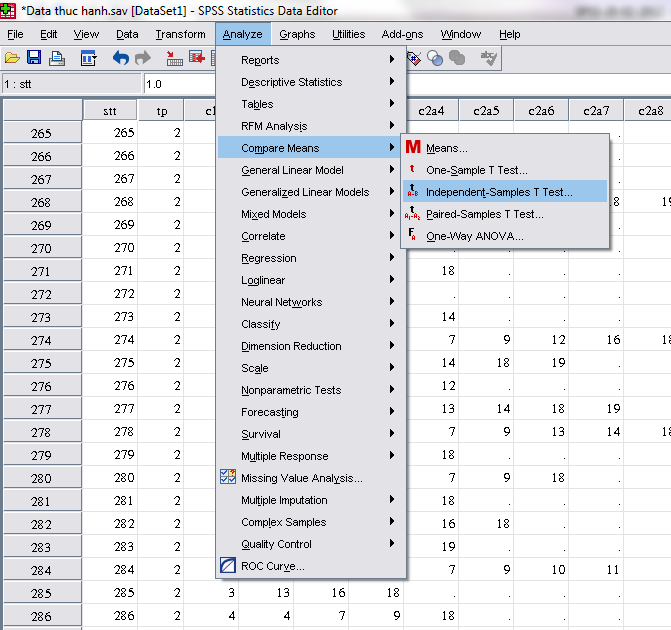 *Data thuc hanh.sav [DataSet1] - SPSS Statistics Data Editor
File Edit View Data Transform Analyze Graphs Utilities Add-ons Window Help
1 : stt 1.0
stt tp c1 c2a4 c2a5 c2a6 c2a7 c2a8
Reports
Descriptive Statistics
Tables
RFM Analysis
Compare Means
General Linear Model
Generalized Linear Models
Mixed Models
Correlate
Regression
Loglinear
Neural Networks
Classify
Dimension Reduction
Scale
Nonparametric Tests
Forecasting
Survival
Multiple Response
Missing Value Analysis...
Multiple Imputation
Complex Samples
Quality Control
ROC Curve...
M Means...
t One-Sample T Test...
Independent-Samples T Test...
Paired-Samples T Test...
One-Way ANOVA...
265 265 2 .
266 266 2
267 267 2
268 268 2 8 19
269 269 2
270 270 2
271 271 2 18 . . . .
272 272 2 . . . . .
273 273 2 14 . . . .
274 274 2 7 9 12 16 18
275 275 2 14 18 19 . .
276 276 2 12 . . . .
277 277 2 13 14 18 19 .
278 278 2 7 9 13 14 18
279 279 2 18 . . . .
280 280 2 7 9 18 . .
281 281 2 18 . . . .
282 282 2 16 18 . . .
283 283 2 19 . . . .
284 284 2 7 9 10 11 .
285 285 2 3 13 16 18 . . . . .
286 286 2 4 4 7 9 18 . . . .